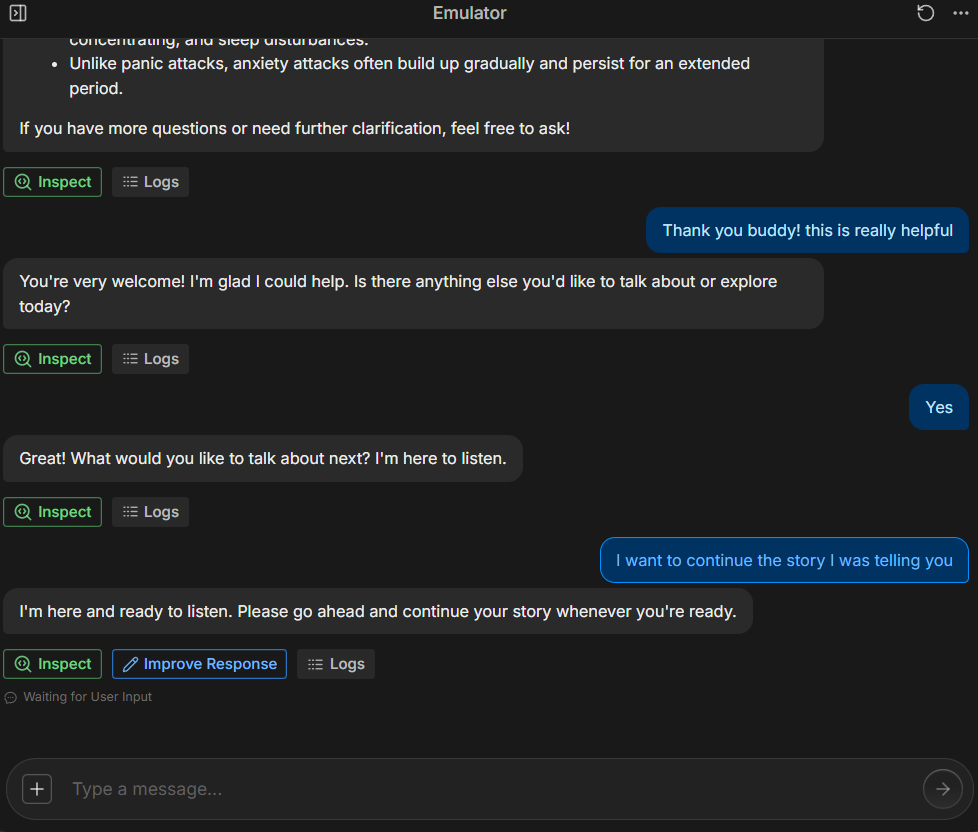 Emulator
concentrating, and sleep disturbances.
• Unlike panic attacks, anxiety attacks often build up gradually and persist for an extended
period.
If you have more questions or need further clarification, feel free to ask!
Inspect
Logs
Thank you buddy! this is really helpful
You're very welcome! I'm glad I could help. Is there anything else you'd like to talk about or explore
today?
Inspect
Logs
Yes
Great! What would you like to talk about next? I'm here to listen.
Inspect
Logs
I want to continue the story I was telling you
I'm here and ready to listen. Please go ahead and continue your story whenever you're ready.
Inspect
Improve Response
Logs
Waiting for User Input
Type a message...